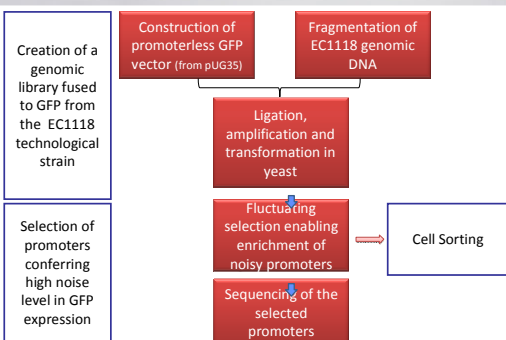 Creation of a
genomic
library fused
to GFP from
the EC1118
technological
strain
Construction of
promoterless GFP
vector (from pUG35)
Fragmentation of
EC1118 genomic
DNA
Ligation,
amplification and
transformation in
yeast
Selection of
promoters
conferring
high noise
level in GFP
expression
Fluctuating
selection enabling
enrichment of
noisy promoters
Cell Sorting
Sequencing of the
selected
promoters